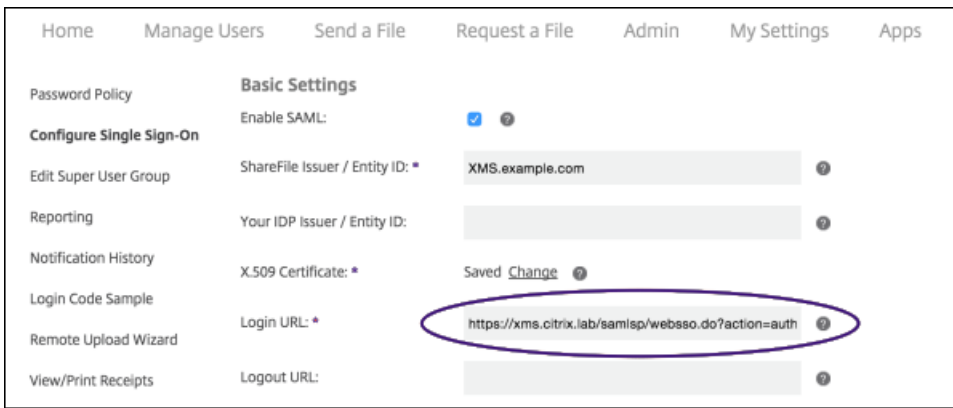 Home Manage Users Send a File Request a File Admin My Settings Apps
Password Policy
Configure Single Sign-On
Edit Super User Group
Reporting
Notification History
Login Code Sample
Remote Upload Wizard
View/Print Receipts
Basic Settings
Enable SAML: ?
ShareFile Issuer / Entity ID: * XMS.example.com ?
Your IDP Issuer / Entity ID: ?
X.509 Certificate: * Saved Change ?
Login URL: * https://xms.citrix.lab/samlsp/websso.do?action=auth ?
Logout URL: ?